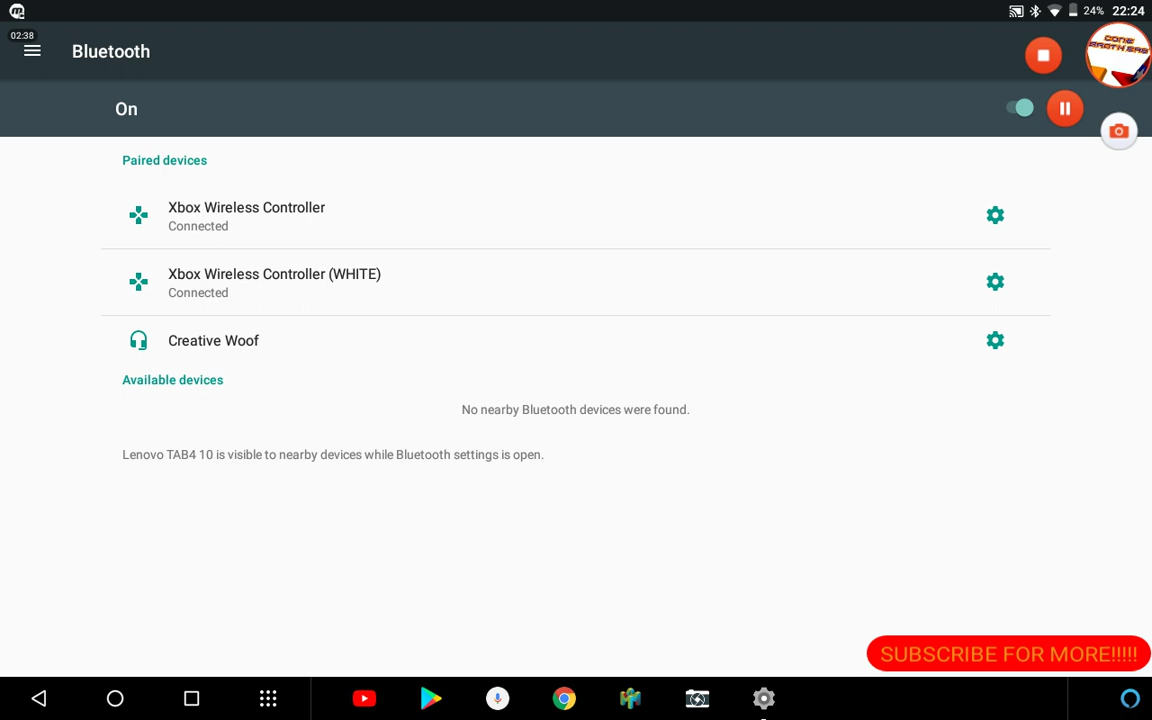 24% 22:24
02:38
Bluetooth
On
Paired devices
Xbox Wireless Controller
Connected
Xbox Wireless Controller (WHITE)
Connected
Creative Woof
Available devices
No nearby Bluetooth devices were found.
Lenovo TAB4 10 is visible to nearby devices while Bluetooth settings is open.
SUBSCRIBE FOR MORE!!!!!